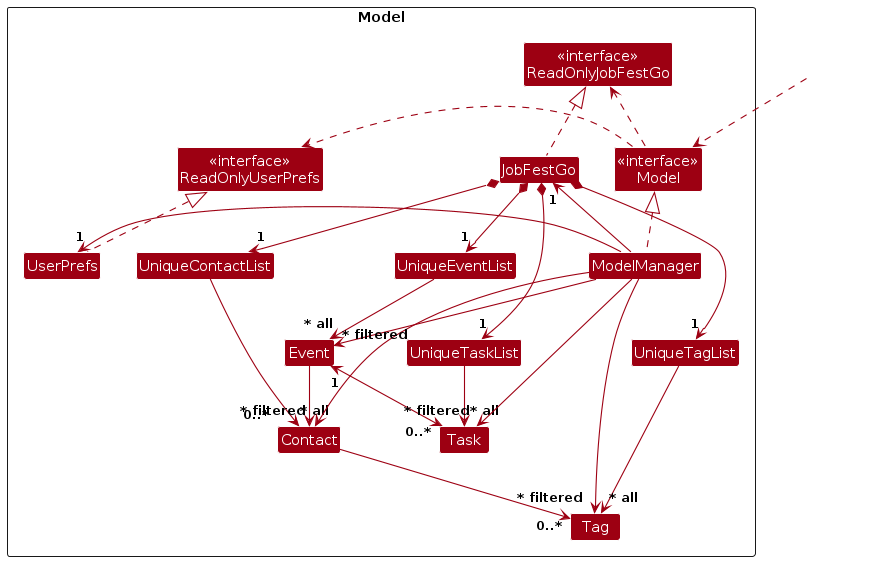 Model
«interface»
ReadOnlyJobFestGo
«interface»
ReadOnlyUserPrefs
JobFestGo
«interface»
Model
1
1
1
1
UserPrefs
UniqueContactList
UniqueEventList
ModelManager
* all
* filtered
1
1
Event
UniqueTaskList
UniqueTagList
1
* filtered
* all
0..*
* filtered
* all
0..*
Contact
Task
* filtered
* all
0..*
Tag